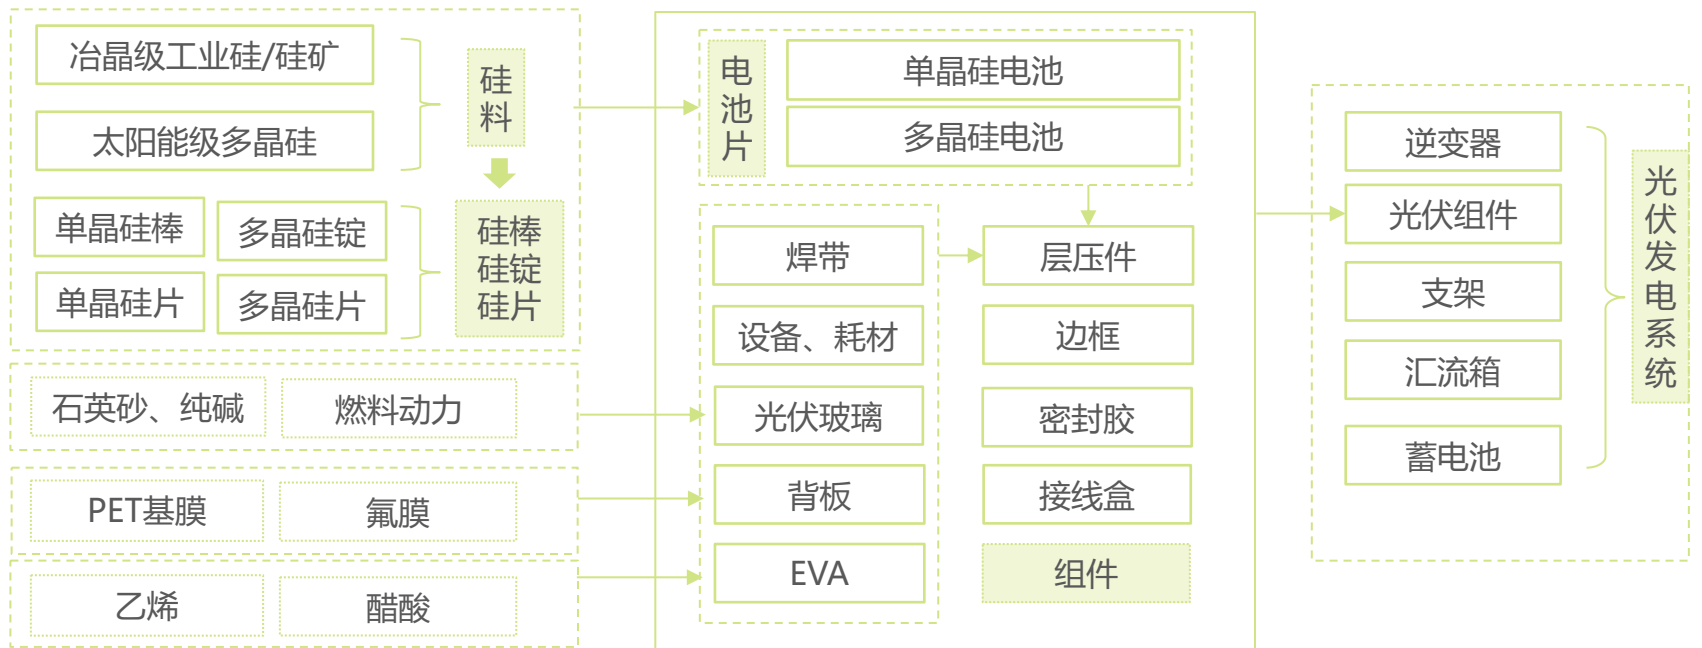 冶晶级工业硅/硅矿
太阳能级多晶硅
硅
料
单晶硅棒
多晶硅锭
单晶硅片
多晶硅片
硅棒
硅锭
硅片
石英砂、纯碱
燃料动力
PET基膜
氟膜
乙烯
醋酸
电
池
片
单晶硅电池
多晶硅电池
焊带
设备、耗材
光伏玻璃
背板
EVA
层压件
边框
密封胶
接线盒
组件
逆变器
光伏组件
支架
汇流箱
蓄电池
光
伏
发
电
系
统